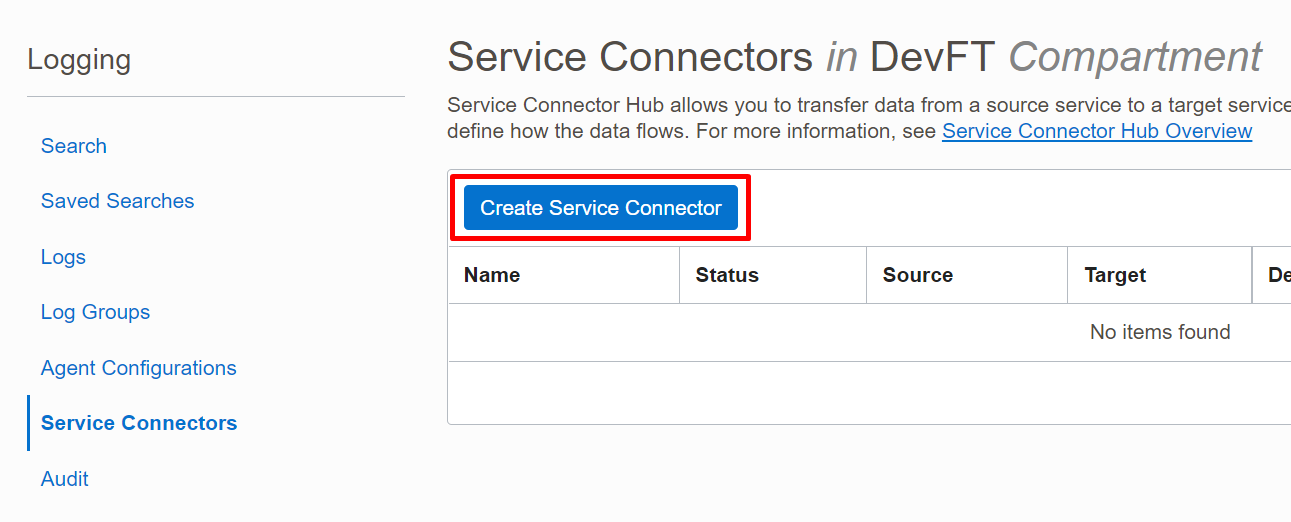 Logging
Search
Saved Searches
Logs
Log Groups
Agent Configurations
Service Connectors
Audit
Service Connectors in DevFT Compartment
Service Connector Hub allows you to transfer data from a source service to a target service
define how the data flows. For more information, see Service Connector Hub Overview
Create Service Connector
Name Status Source Target De
No items found